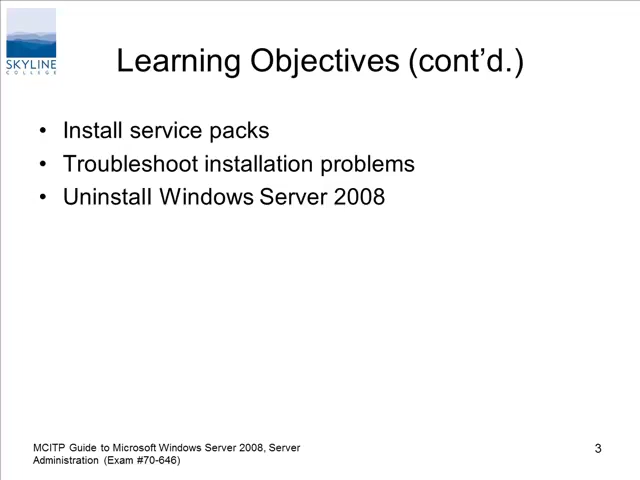 SKYLINE
COLLEGE
Learning Objectives (cont’d.)
• Install service packs
• Troubleshoot installation problems
• Uninstall Windows Server 2008
MCITP Guide to Microsoft Windows Server 2008, Server
Administration (Exam #70-646)
3